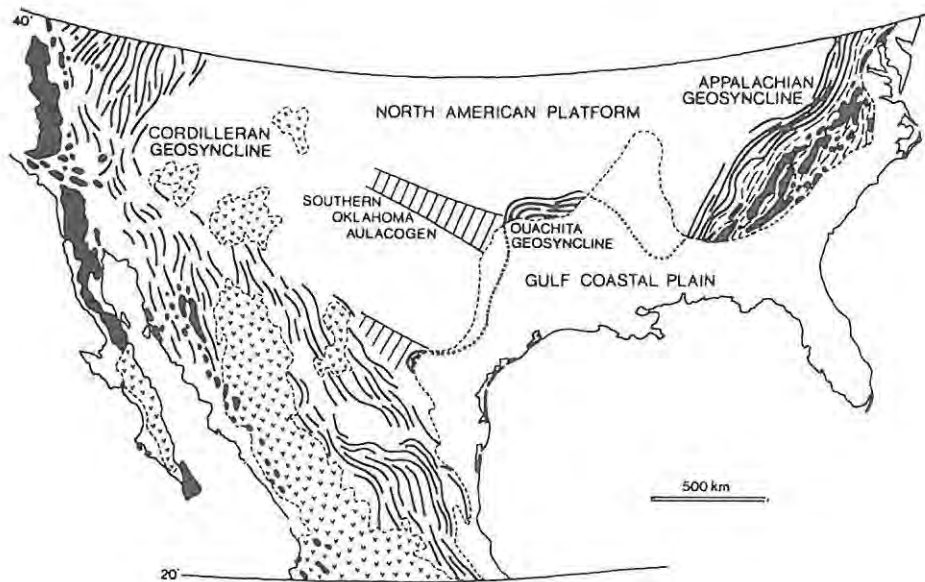 40°
APPALACHIAN
GEOSYNCLINE
NORTH AMERICAN PLATFORM
CORDILLERAN
GEOSYNCLINE
SOUTHERN
OKLAHOMA
AULACOGEN
OUACHITA
GEOSYNCLINE
GULF COASTAL PLAIN
500 km
20°